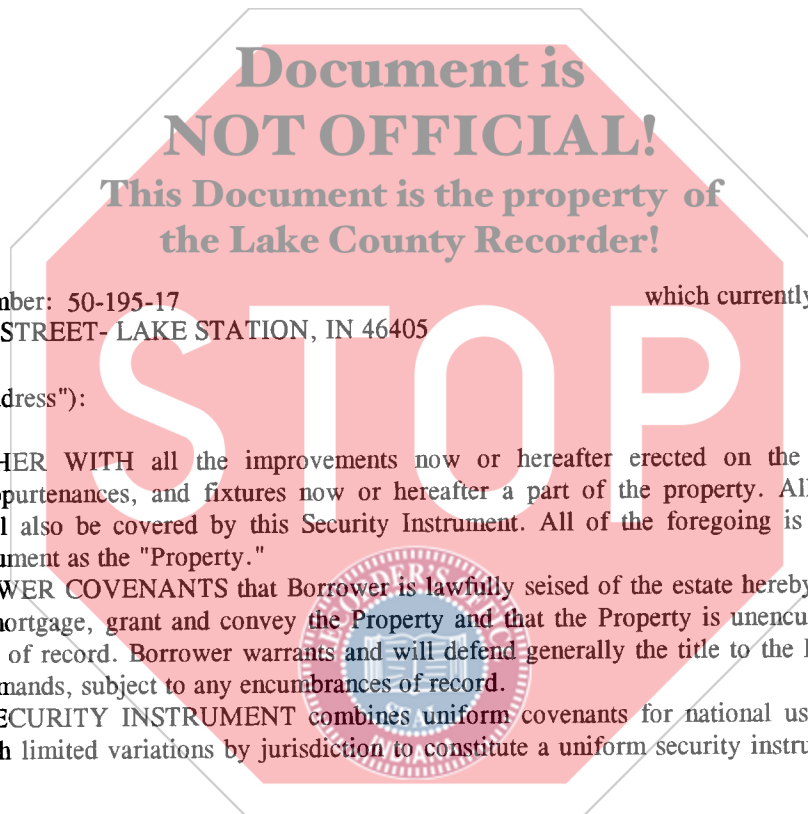 Document is
NOT OFFICIAL!
This Document is the property of
the Lake County Recorder!
mber: 50-195-17 which currently
STREET- LAKE STATION, IN 46405
dress"):
STOP
HER WITH all the improvements now or hereafter erected on the
ppurtenances, and fixtures now or hereafter a part of the property. All
l also be covered by this Security Instrument. All of the foregoing is
ument as the "Property."
WER COVENANTS that Borrower is lawfully seised of the estate hereby
mortgage, grant and convey the Property and that the Property is unencu
of record. Borrower warrants and will defend generally the title to the
mands, subject to any encumbrances of record.
ECURITY INSTRUMENT combines uniform covenants for national us
h limited variations by jurisdiction to constitute a uniform security instru
RECORDER'S OFFICE
SEAL
INDIANA